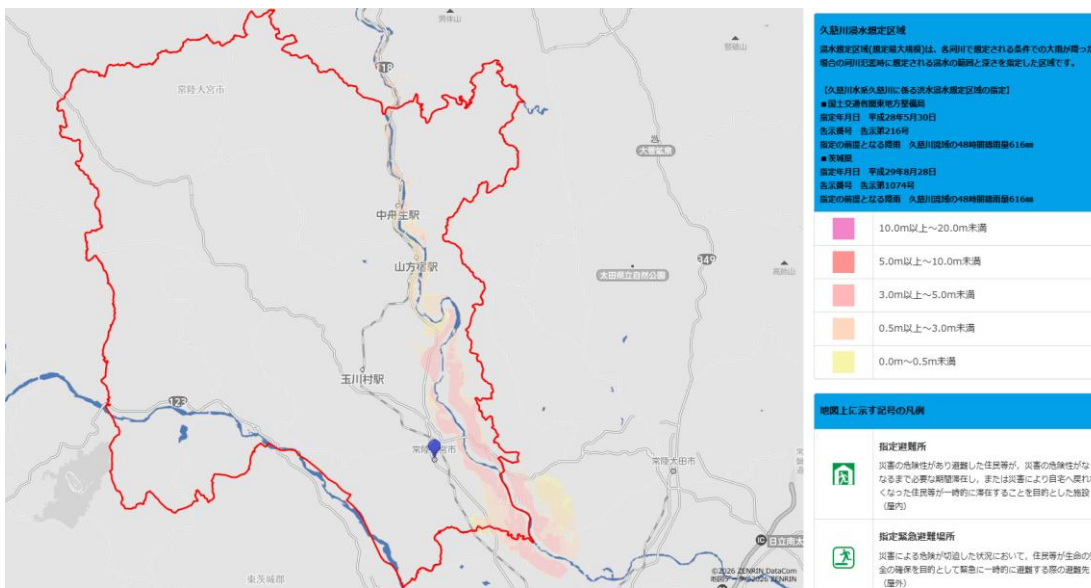 男体山
118
常陸大宮市
竪破山
大菅鉱泉
中舟生駅
山方宿駅
太田県立自然公園
349
高鈴山
玉川村駅
123
常陸大宮市
常陸太田市
日立南太
東茨城郡
©2026 ZENRIN DataCom
地図データ©2026 ZENRIN
久慈川浸水想定区域
浸水想定区域(想定最大規模)は、各河川で想定される条件での大雨が降った
場合の河川氾濫時に想定される浸水の範囲と深さを指定した区域です。
【久慈川水系久慈川に係る洪水浸水想定区域の指定】
■国土交通省関東地方整備局
指定年月日　平成28年5月30日
告示番号　告示第216号
指定の前提となる降雨　久慈川流域の48時間総雨量616㎜
■茨城県
指定年月日　平成29年8月28日
告示番号　告示第1074号
指定の前提となる降雨　久慈川流域の48時間総雨量616㎜
10.0m以上～20.0m未満
5.0m以上～10.0m未満
3.0m以上～5.0m未満
0.5m以上～3.0m未満
0.0m～0.5m未満
地図上に示す記号の凡例
指定避難所
災害の危険性があり避難した住民等が，災害の危険性がな
なるまで必要な期間滞在し，または災害により自宅へ戻れ
くなった住民等が一時的に滞在することを目的とした施設
（屋内）
指定緊急避難場所
災害による危険が切迫した状況において，住民等が生命の
全の確保を目的として緊急に一時的に避難する際の避難先
（屋外）